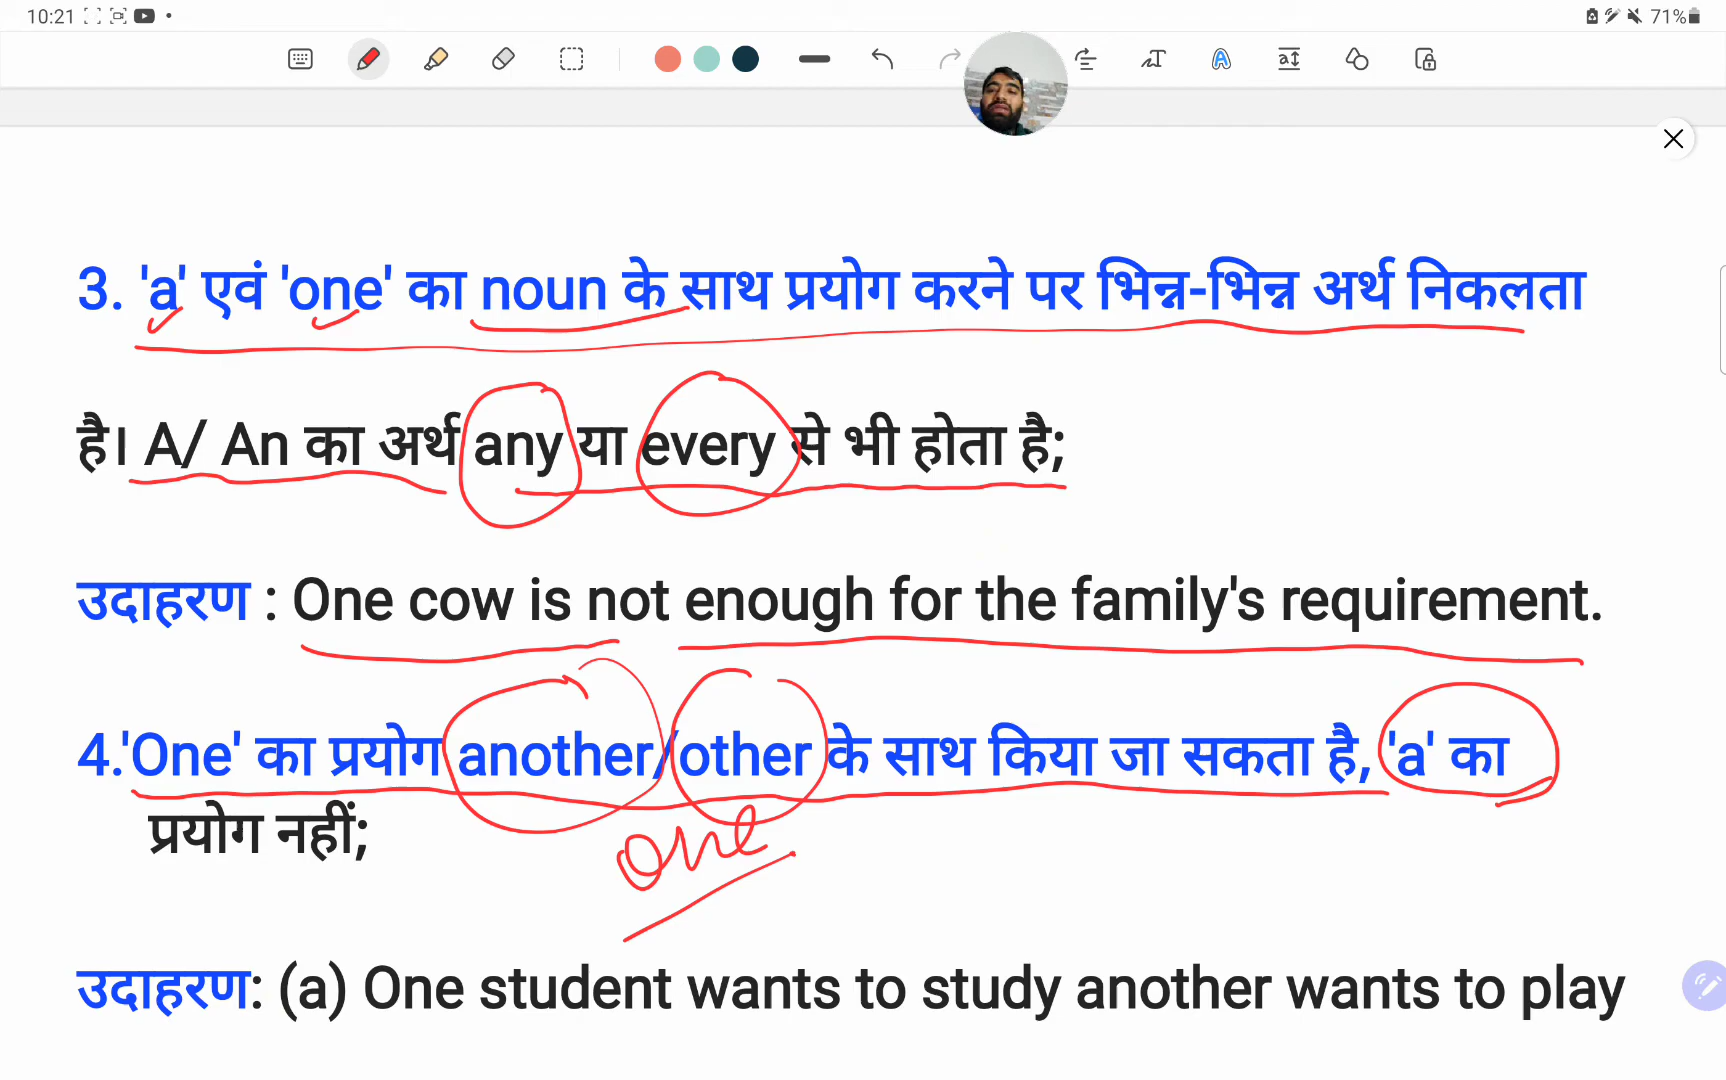 10:21
71%
3. 'a' एवं 'one' का noun के साथ प्रयोग करने पर भिन्न-भिन्न अर्थ निकलता
है। A/ An का अर्थ any या every से भी होता है;
उदाहरण : One cow is not enough for the family's requirement.
4.'One' का प्रयोग another/other के साथ किया जा सकता है, 'a' का
प्रयोग नहीं;
one
उदाहरण: (a) One student wants to study another wants to play